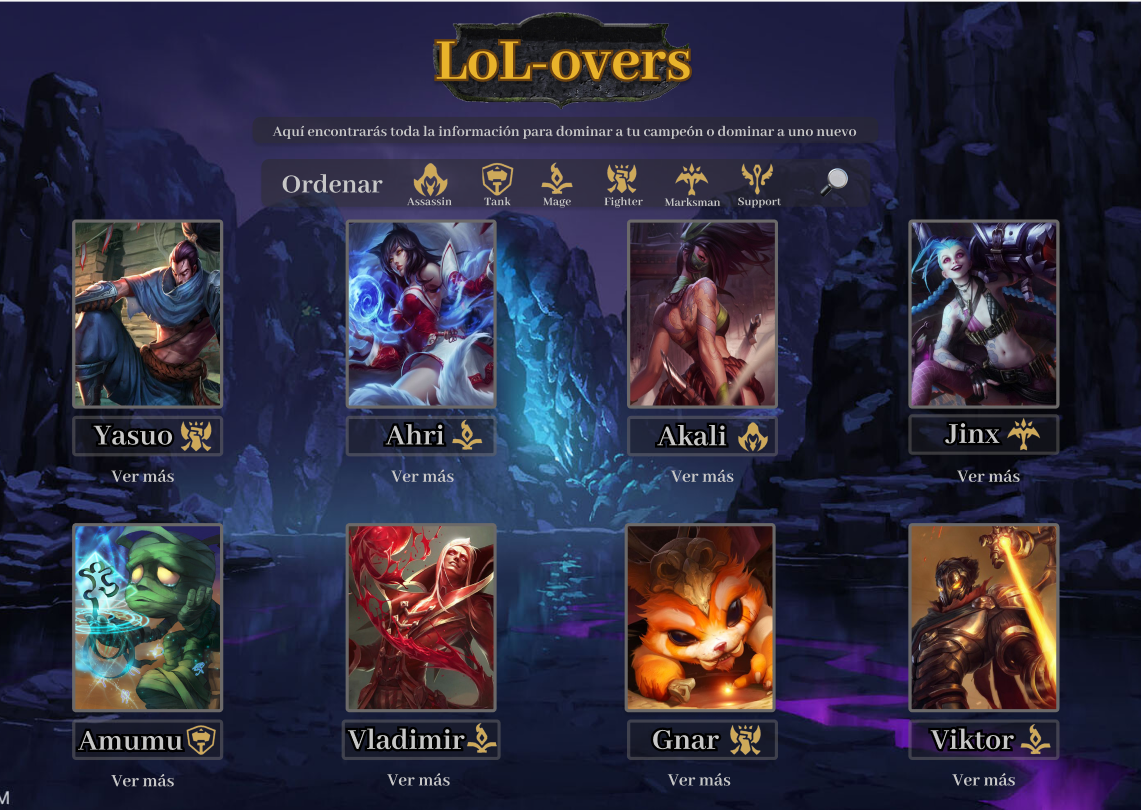 LoL-overs
Aquí encontrarás toda la información para dominar a tu campeón o dominar a uno nuevo
Ordenar
Assassin Tank Mage Fighter Marksman Support
Yasuo Ahri Akali Jinx
Ver más Ver más Ver más Ver más
Amumu Vladimir Gnar Viktor
Ver más Ver más Ver más Ver más
M